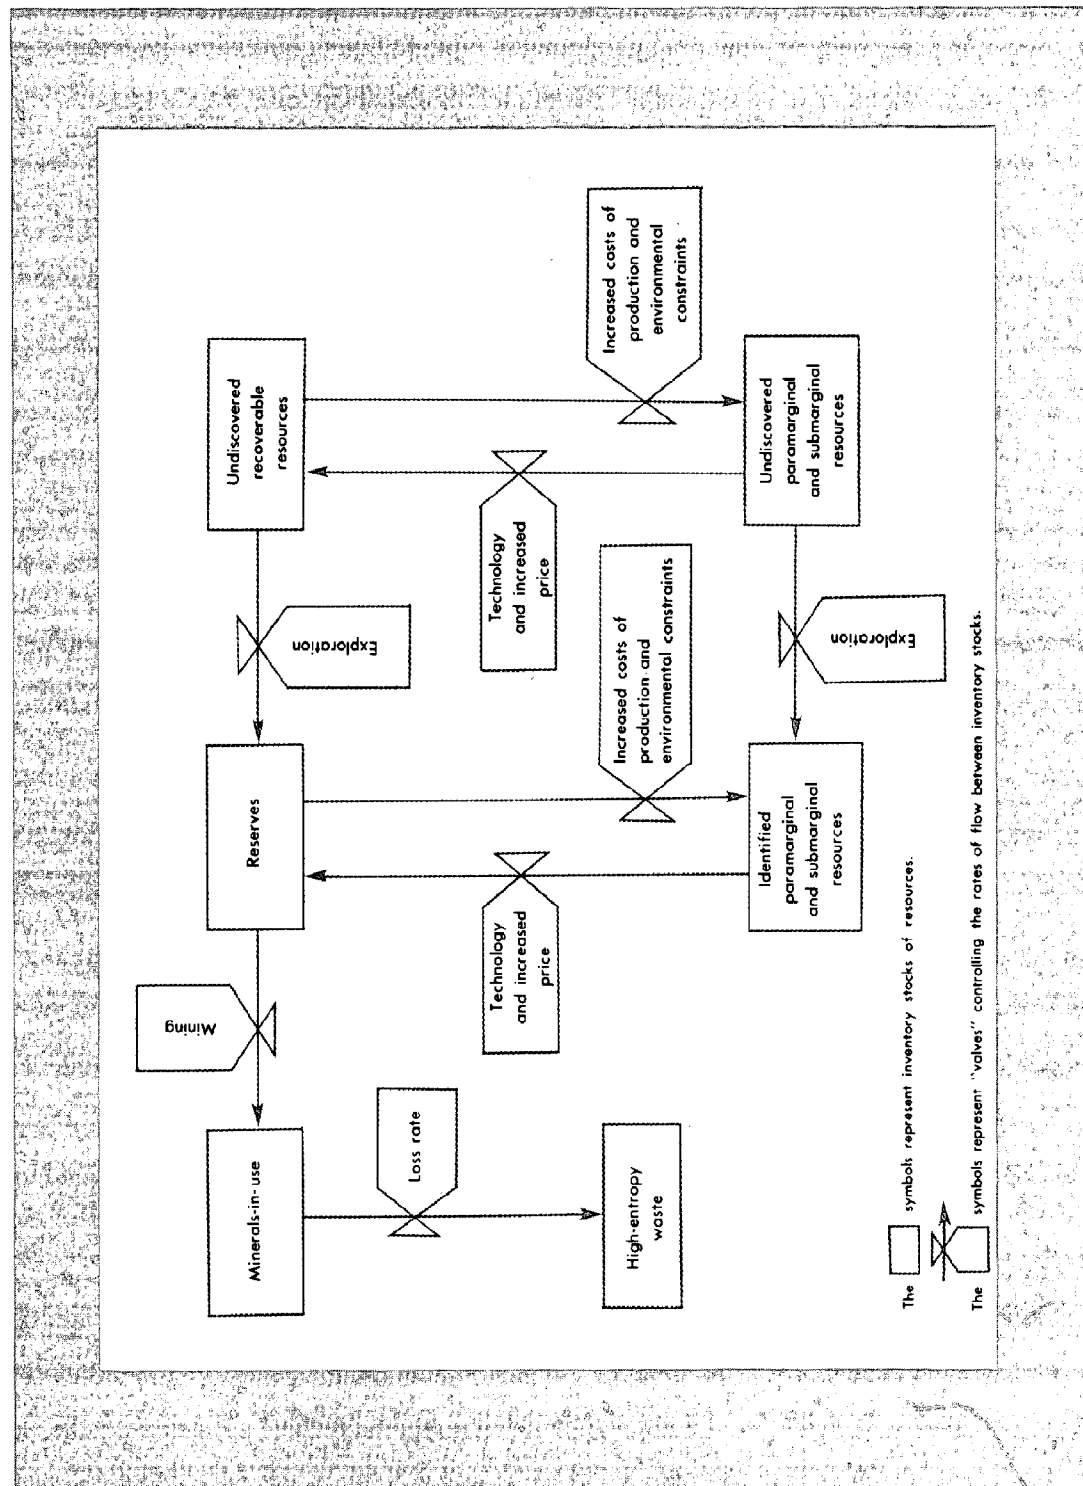 Undiscovered
recoverable
resources
Increased costs of
production and
environmental
constraints
Technology
and increased
price
Undiscovered
paramarginal
and submarginal
resources
Exploration
Exploration
Reserves
Increased costs of
production and
environmental constraints
Technology
and increased
price
Identified
paramarginal
and submarginal
resources
Mining
Minerals-in-use
Loss rate
High-entropy
waste
The symbols represent inventory stocks of resources.
The symbols represent "valves" controlling the rates of flow between inventory stocks.